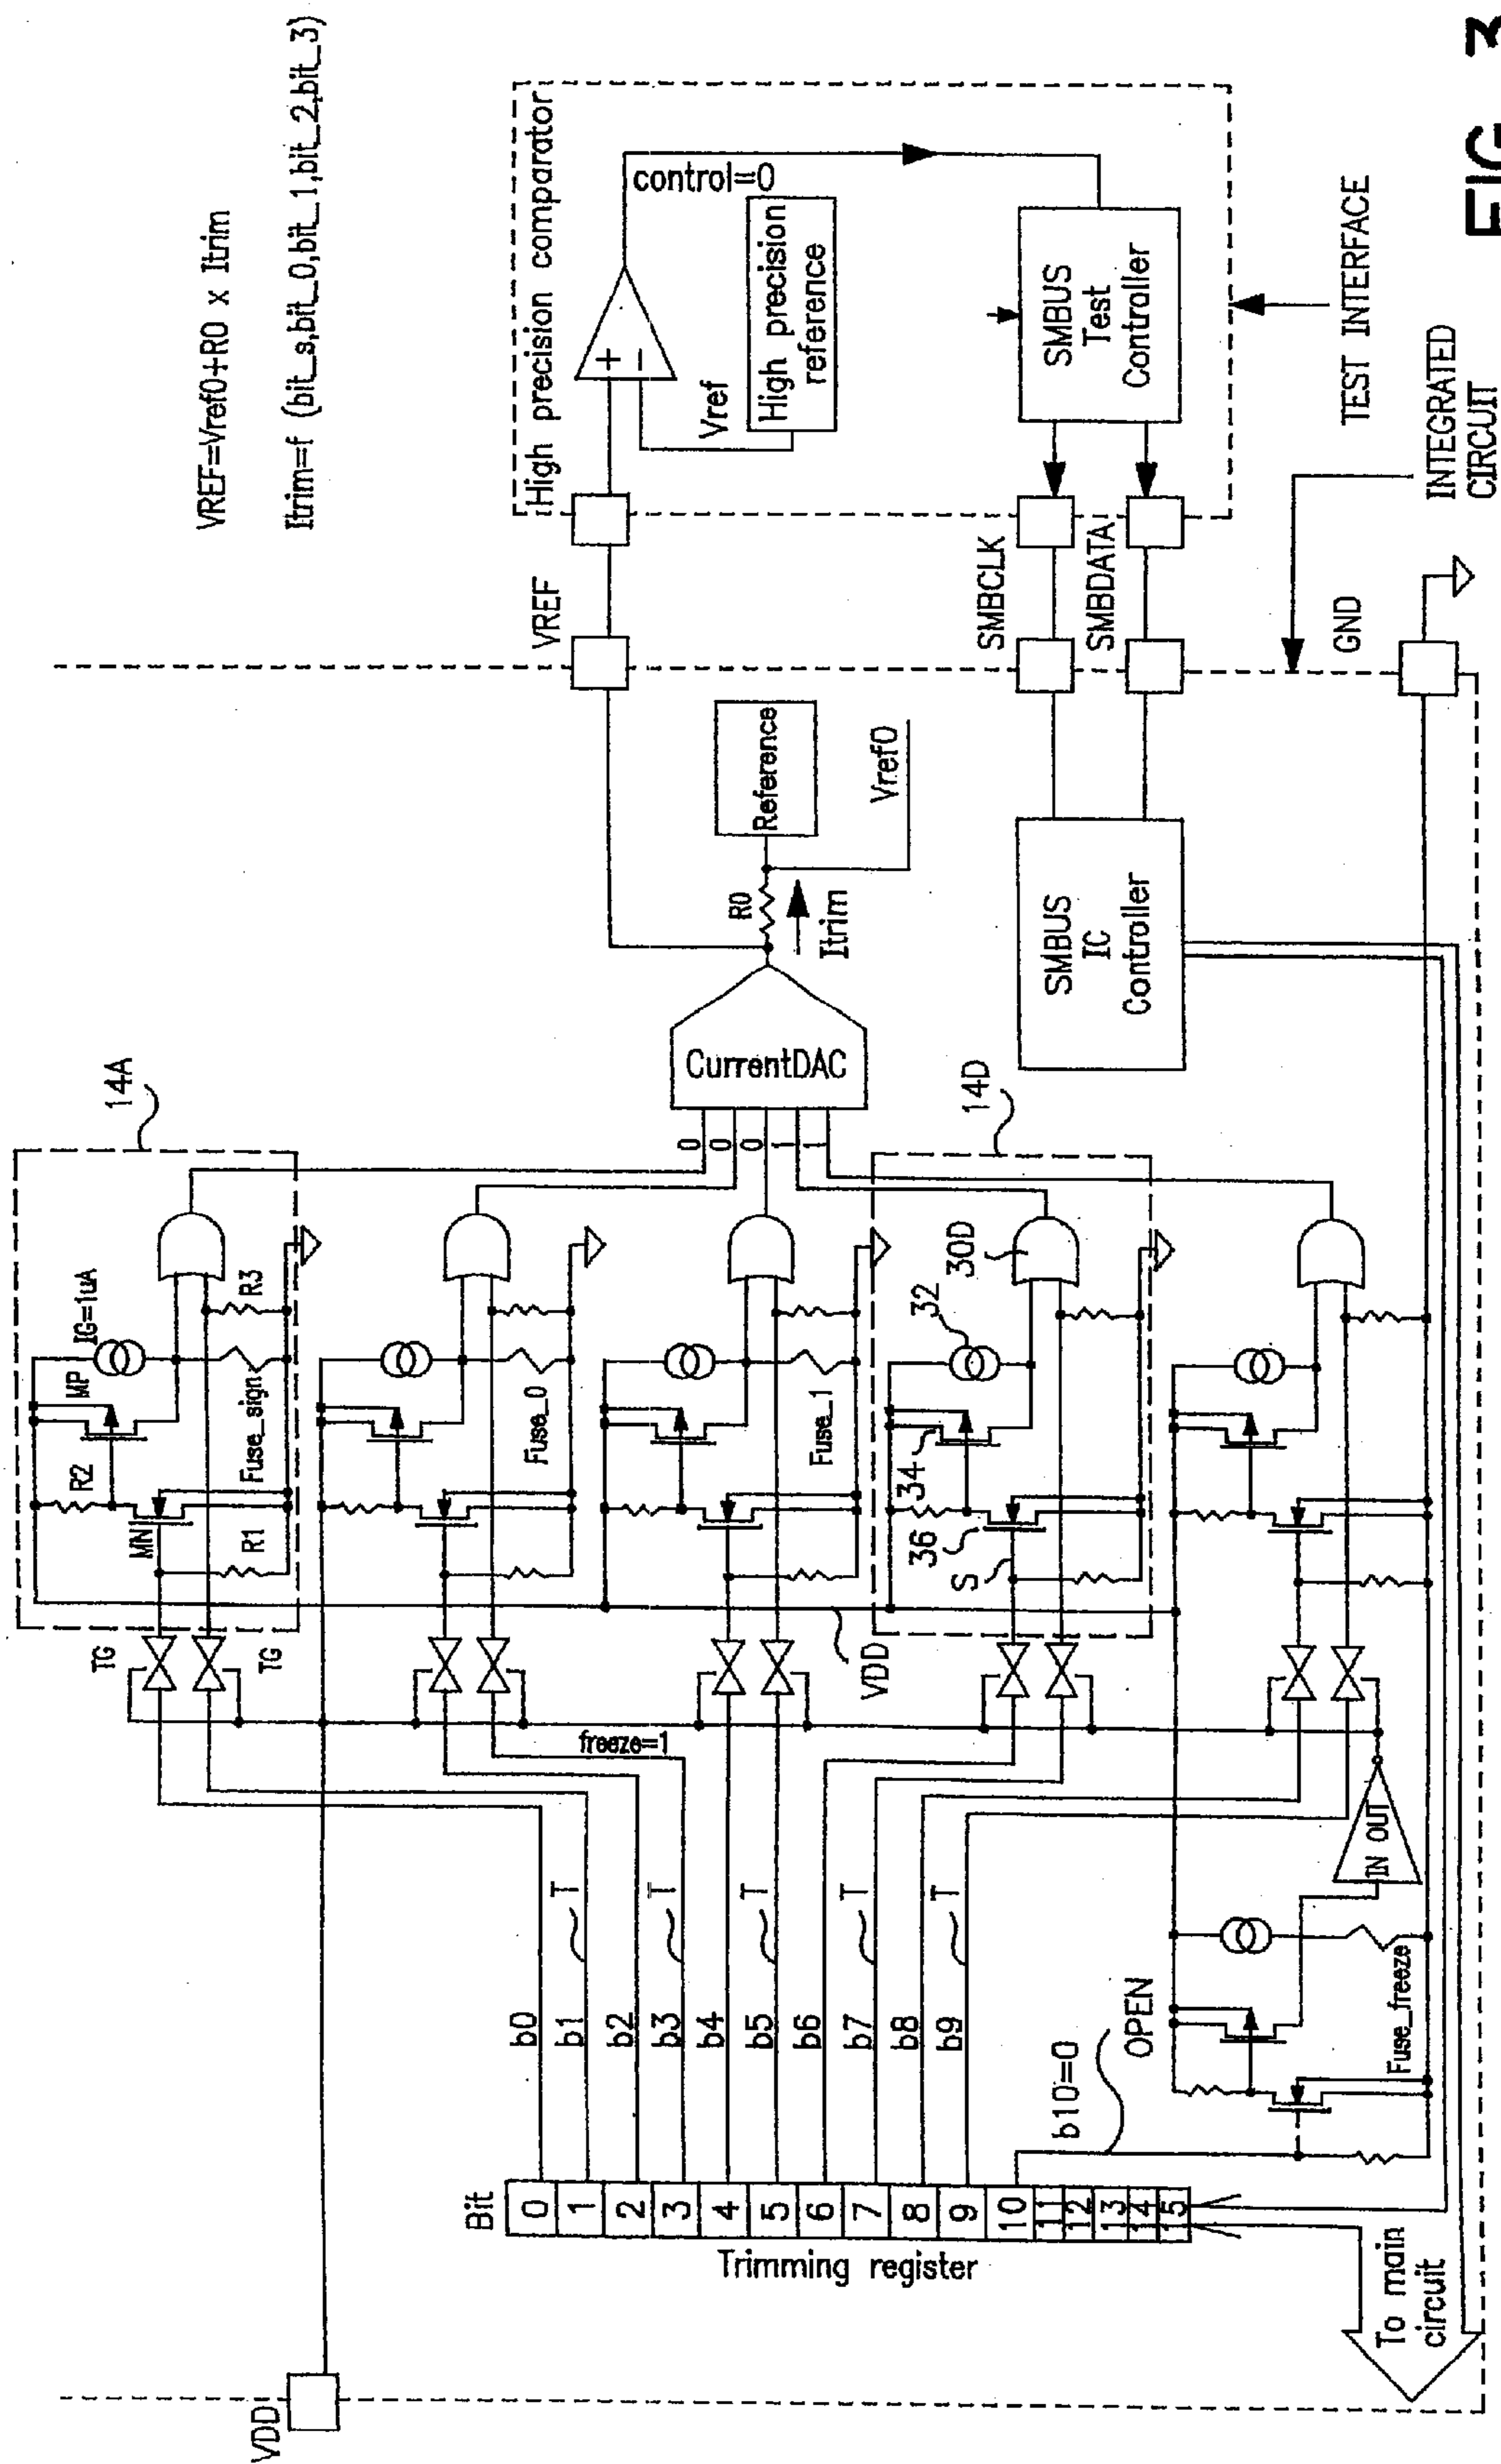 VREF=Vref0+R0 x Itrim
Itrim=f (bit_s,bit_0,bit_1,bit_2,bit_3)
High precision comparator
control=0
+
−
Vref
High precision
reference
SMBUS
Test
Controller
TEST INTERFACE
INTEGRATED
CIRCUIT
VREF
SMBCLK
SMBDATA
GND
Reference
Vref0
R0
Itrim
SMBUS
IC
Controller
CurrentDAC
0
0
0
1
1
14A
IG=1uA
MP
R2
R3
Fuse_sign
MN
R1
TG
TG
Fuse_0
Fuse_1
14D
30D
32
34
36
S
VDD
freeze=1
IN OUT
b0
b1
T
b2
b3
T
b4
b5
T
b6
b7
T
b8
b9
T
b10=0
OPEN
Fuse_freeze
Bit
0
1
2
3
4
5
6
7
8
9
10
11
12
13
14
15
Trimming register
To main
circuit
VDD
FIG. 3